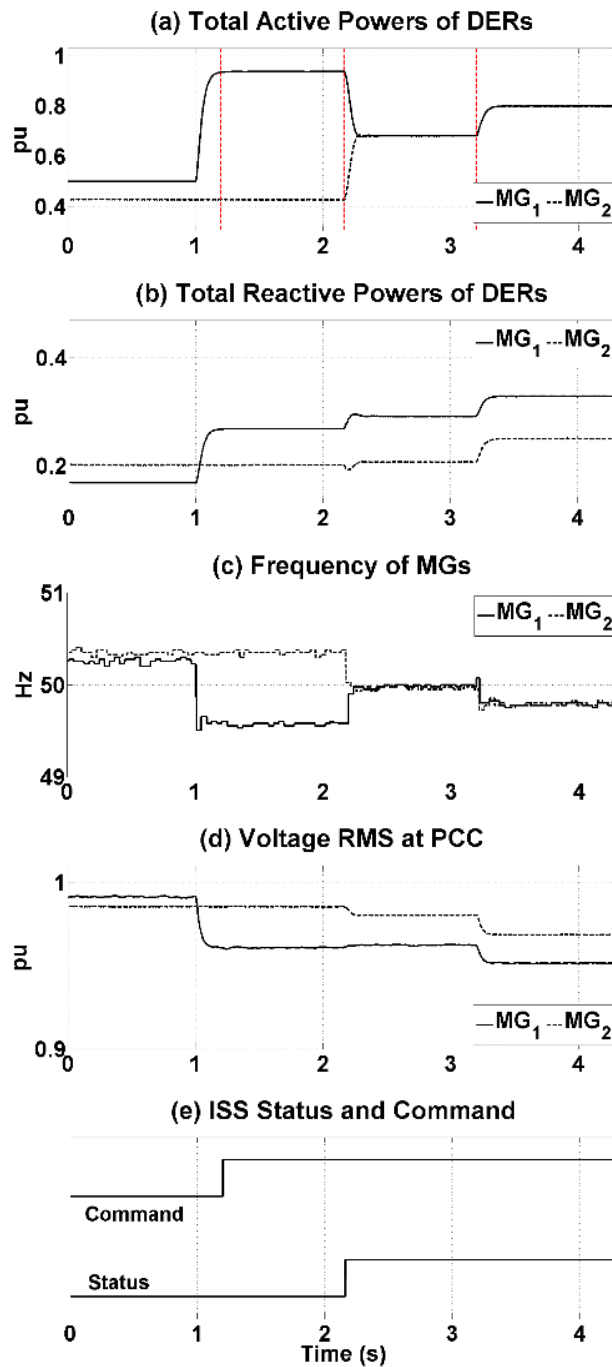 (a) Total Active Powers of DERs
1
0.8
0.6
0.4
pu
MG1 MG2
0 1 2 3 4
(b) Total Reactive Powers of DERs
0.4
0.2
pu
MG1 MG2
0 1 2 3 4
(c) Frequency of MGs
51
50
49
Hz
MG1 MG2
0 1 2 3 4
(d) Voltage RMS at PCC
1
0.9
pu
MG1 MG2
0 1 2 3 4
(e) ISS Status and Command
Command
Status
0 1 2 3 4
Time (s)